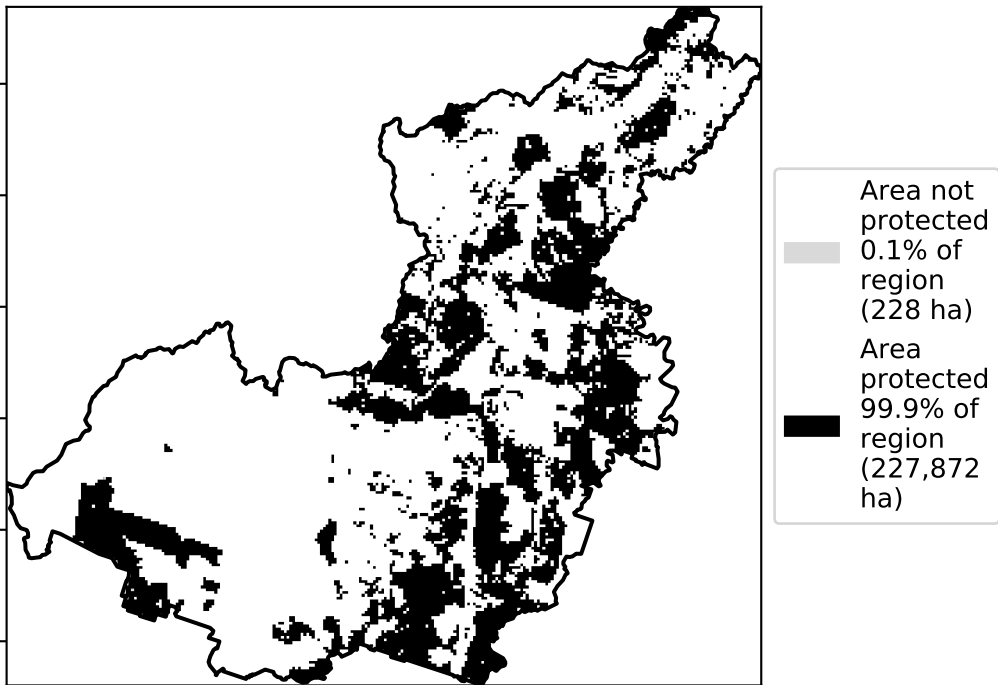 Area not
protected
0.1% of
region
(228 ha)
Area
protected
99.9% of
region
(227,872
ha)